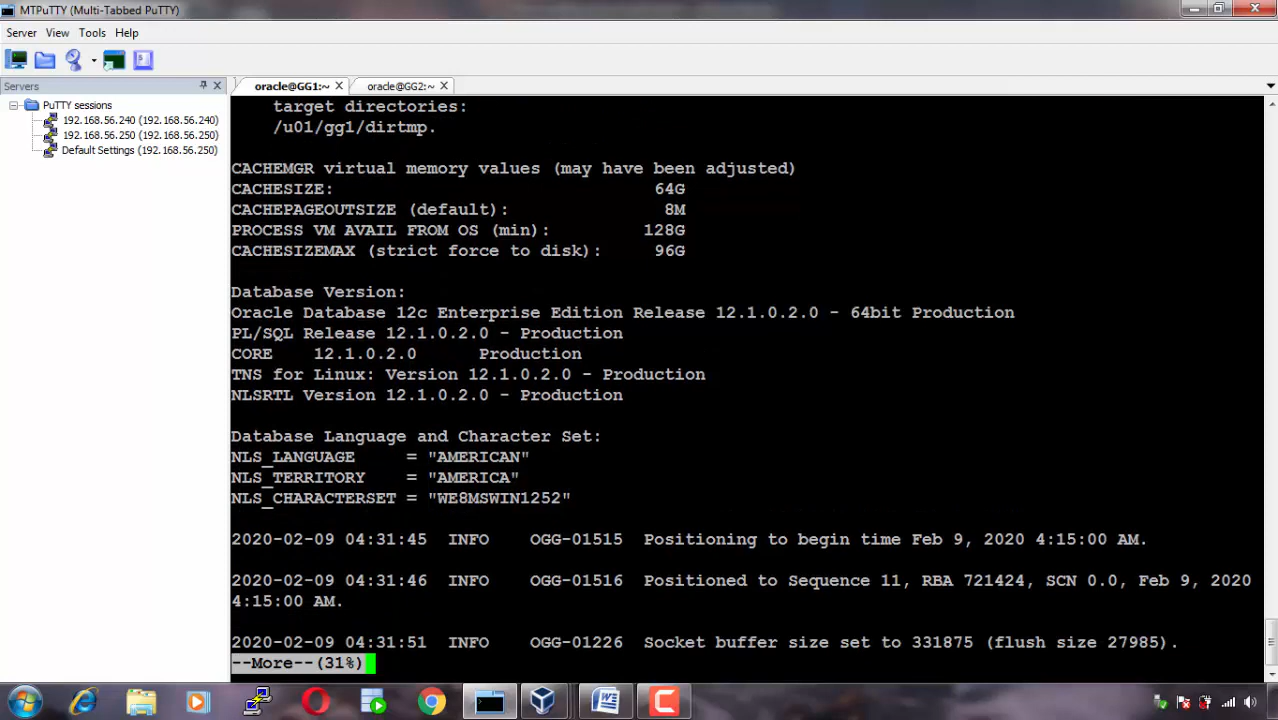 MTPuTTY (Multi-Tabbed PuTTY)
Server View Tools Help
Servers
oracle@GG1:~
oracle@GG2:~
PuTTY sessions
192.168.56.240 (192.168.56.240)
192.168.56.250 (192.168.56.250)
Default Settings (192.168.56.250)
target directories:
/u01/gg1/dirtmp.
CACHEMGR virtual memory values (may have been adjusted)
CACHESIZE: 64G
CACHEPAGEOUTSIZE (default): 8M
PROCESS VM AVAIL FROM OS (min): 128G
CACHESIZEMAX (strict force to disk): 96G
Database Version:
Oracle Database 12c Enterprise Edition Release 12.1.0.2.0 - 64bit Production
PL/SQL Release 12.1.0.2.0 - Production
CORE 12.1.0.2.0 Production
TNS for Linux: Version 12.1.0.2.0 - Production
NLSRTL Version 12.1.0.2.0 - Production
Database Language and Character Set:
NLS_LANGUAGE = "AMERICAN"
NLS_TERRITORY = "AMERICA"
NLS_CHARACTERSET = "WE8MSWIN1252"
2020-02-09 04:31:45 INFO OGG-01515 Positioning to begin time Feb 9, 2020 4:15:00 AM.
2020-02-09 04:31:46 INFO OGG-01516 Positioned to Sequence 11, RBA 721424, SCN 0.0, Feb 9, 2020
4:15:00 AM.
2020-02-09 04:31:51 INFO OGG-01226 Socket buffer size set to 331875 (flush size 27985).
--More--(31%)